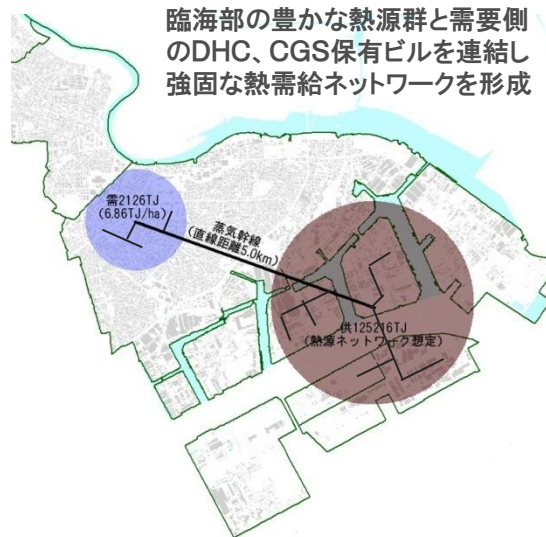 臨海部の豊かな熱源群と需要側
のDHC、CGS保有ビルを連結し
強固な熱需給ネットワークを形成
需2126TJ
(6.86TJ/ha)
蒸気幹線
(直線距離5.0km)
供125216TJ
(熱源ネットワーク想定)